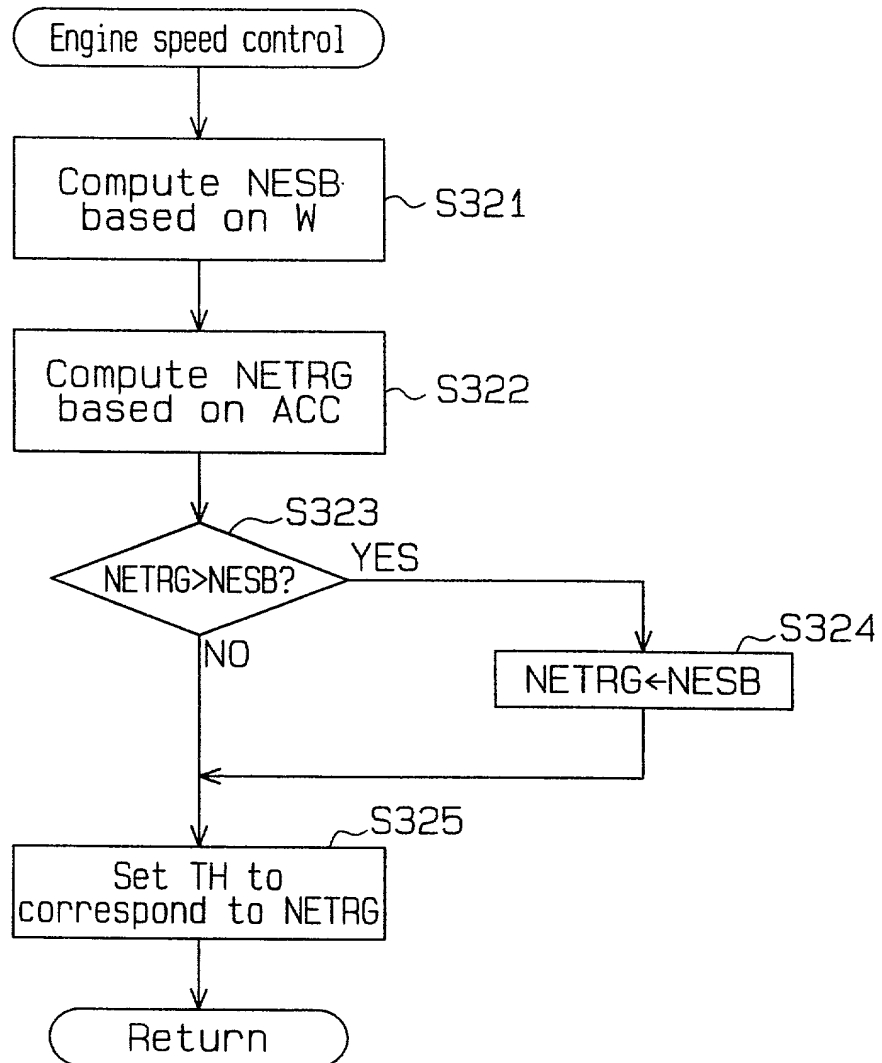 Engine speed control
Compute NESB
based on W
S321
Compute NETRG
based on ACC
S322
S323
NETRG>NESB?
YES
NO
S324
NETRG←NESB
S325
Set TH to
correspond to NETRG
Return